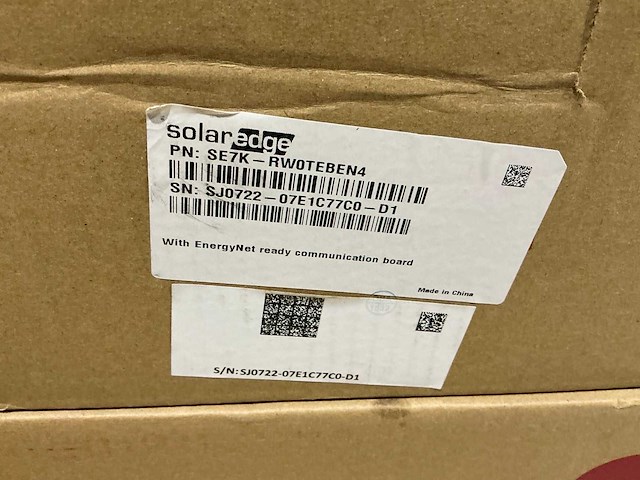 solaredge
PN: SE7K-RW0TEBEN4
SN: SJ0722-07E1C77C0-D1
With EnergyNet ready communication board
Made in China
S/N:SJ0722-07E1C77C0-D1